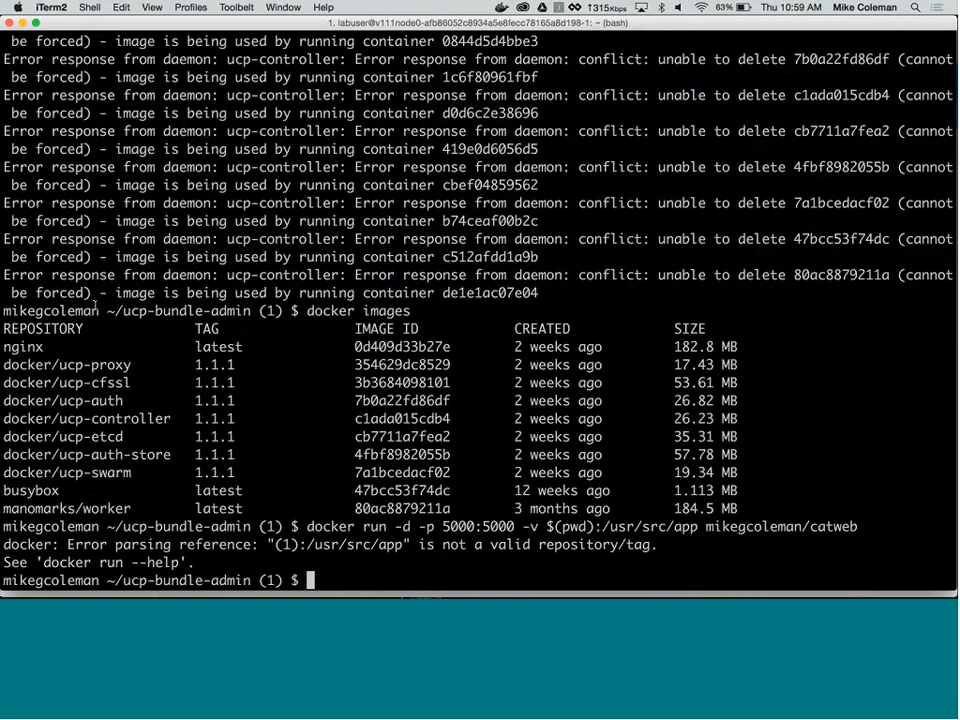 iTerm2 Shell Edit View Profiles Toolbelt Window Help 315Kbps 63% Thu 10:59 AM Mike Coleman
1. labuser@v111node0-afb86052c8934a5e8fecc78165a8d198-1: ~ (bash)
be forced) - image is being used by running container 0844d5d4bbe3
Error response from daemon: ucp-controller: Error response from daemon: conflict: unable to delete 7b0a22fd86df (cannot
be forced) - image is being used by running container 1c6f80961fbf
Error response from daemon: ucp-controller: Error response from daemon: conflict: unable to delete c1ada015cdb4 (cannot
be forced) - image is being used by running container d0d6c2e38696
Error response from daemon: ucp-controller: Error response from daemon: conflict: unable to delete cb7711a7fea2 (cannot
be forced) - image is being used by running container 419e0d6056d5
Error response from daemon: ucp-controller: Error response from daemon: conflict: unable to delete 4fbf8982055b (cannot
be forced) - image is being used by running container cbef04859562
Error response from daemon: ucp-controller: Error response from daemon: conflict: unable to delete 7a1bcedacf02 (cannot
be forced) - image is being used by running container b74ceaf00b2c
Error response from daemon: ucp-controller: Error response from daemon: conflict: unable to delete 47bcc53f74dc (cannot
be forced) - image is being used by running container c512afdd1a9b
Error response from daemon: ucp-controller: Error response from daemon: conflict: unable to delete 80ac8879211a (cannot
be forced) - image is being used by running container de1e1ac07e04
mikegcoleman ~/ucp-bundle-admin (1) $ docker images
REPOSITORY TAG IMAGE ID CREATED SIZE
nginx latest 0d409d33b27e 2 weeks ago 182.8 MB
docker/ucp-proxy 1.1.1 354629dc8529 2 weeks ago 17.43 MB
docker/ucp-cfssl 1.1.1 3b3684098101 2 weeks ago 53.61 MB
docker/ucp-auth 1.1.1 7b0a22fd86df 2 weeks ago 26.82 MB
docker/ucp-controller 1.1.1 c1ada015cdb4 2 weeks ago 26.23 MB
docker/ucp-etcd 1.1.1 cb7711a7fea2 2 weeks ago 35.31 MB
docker/ucp-auth-store 1.1.1 4fbf8982055b 2 weeks ago 57.78 MB
docker/ucp-swarm 1.1.1 7a1bcedacf02 2 weeks ago 19.34 MB
busybox latest 47bcc53f74dc 12 weeks ago 1.113 MB
manomarks/worker latest 80ac8879211a 3 months ago 184.5 MB
mikegcoleman ~/ucp-bundle-admin (1) $ docker run -d -p 5000:5000 -v $(pwd):/usr/src/app mikegcoleman/catweb
docker: Error parsing reference: "(1):/usr/src/app" is not a valid repository/tag.
See 'docker run --help'.
mikegcoleman ~/ucp-bundle-admin (1) $